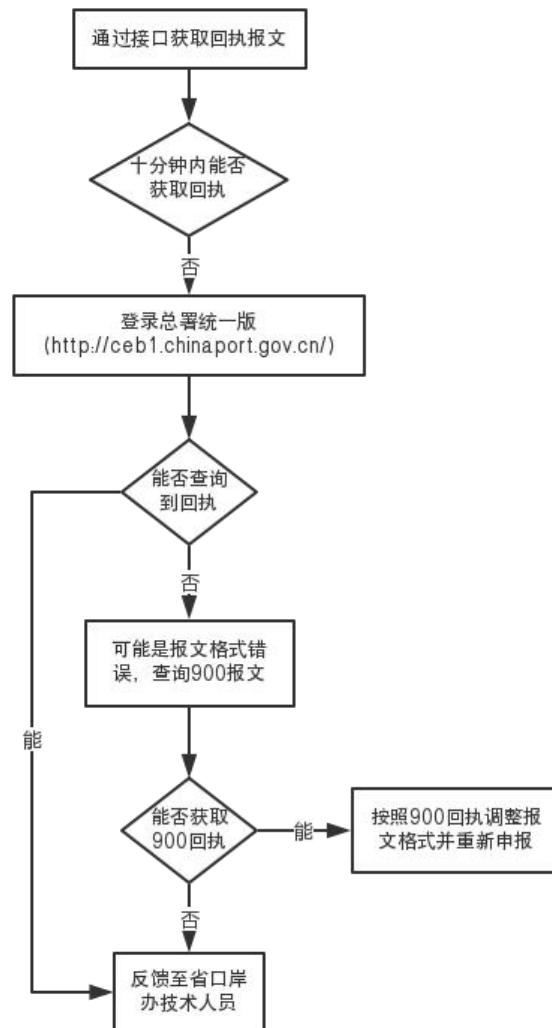 通过接口获取回执报文
十分钟内能否
获取回执
否
登录总署统一版
(http://ceb1.chinaport.gov.cn/)
能否查询
到回执
否
可能是报文格式错
误，查询900报文
能
能否获取
900回执
能
按照900回执调整报
文格式并重新申报
否
反馈至省口岸
办技术人员